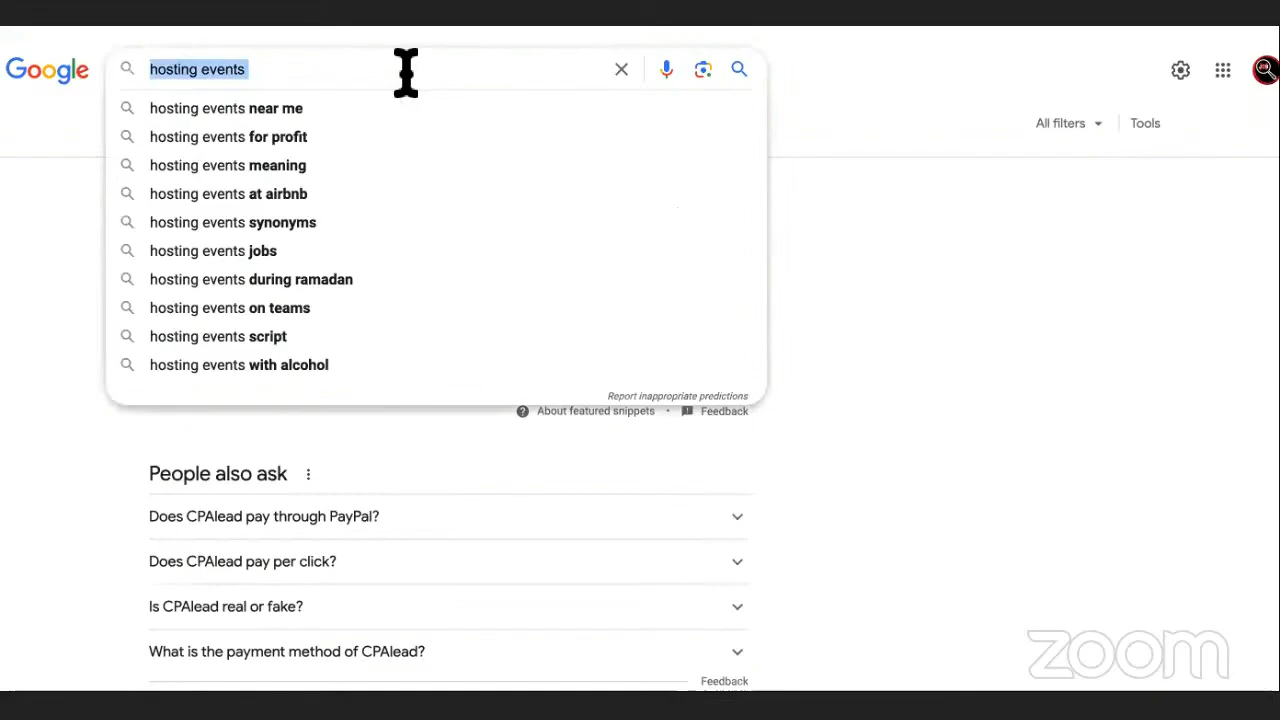 Google
hosting events
hosting events near me
hosting events for profit
hosting events meaning
hosting events at airbnb
hosting events synonyms
hosting events jobs
hosting events during ramadan
hosting events on teams
hosting events script
hosting events with alcohol
Report inappropriate predictions
All filters
Tools
About featured snippets • Feedback
People also ask
Does CPAlead pay through PayPal?
Does CPAlead pay per click?
Is CPAlead real or fake?
What is the payment method of CPAlead?
Feedback
zoom